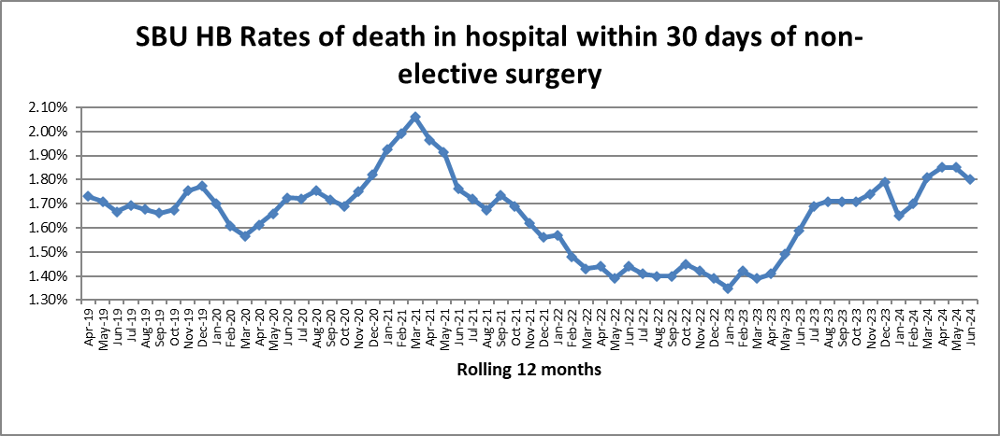 SBU HB Rates of death in hospital within 30 days of non-
elective surgery
2.10%
2.00%
1.90%
1.80%
1.70%
1.60%
1.50%
1.40%
1.30%
Apr-19
May-19
Jun-19
Jul-19
Aug-19
Sep-19
Oct-19
Nov-19
Dec-19
Jan-20
Feb-20
Mar-20
Apr-20
May-20
Jun-20
Jul-20
Aug-20
Sep-20
Oct-20
Nov-20
Dec-20
Jan-21
Feb-21
Mar-21
Apr-21
May-21
Jun-21
Jul-21
Aug-21
Sep-21
Oct-21
Nov-21
Dec-21
Jan-22
Feb-22
Mar-22
Apr-22
May-22
Jun-22
Jul-22
Aug-22
Sep-22
Oct-22
Nov-22
Dec-22
Jan-23
Feb-23
Mar-23
Apr-23
May-23
Jun-23
Jul-23
Aug-23
Sep-23
Oct-23
Nov-23
Dec-23
Jan-24
Feb-24
Mar-24
Apr-24
May-24
Jun-24
Rolling 12 months